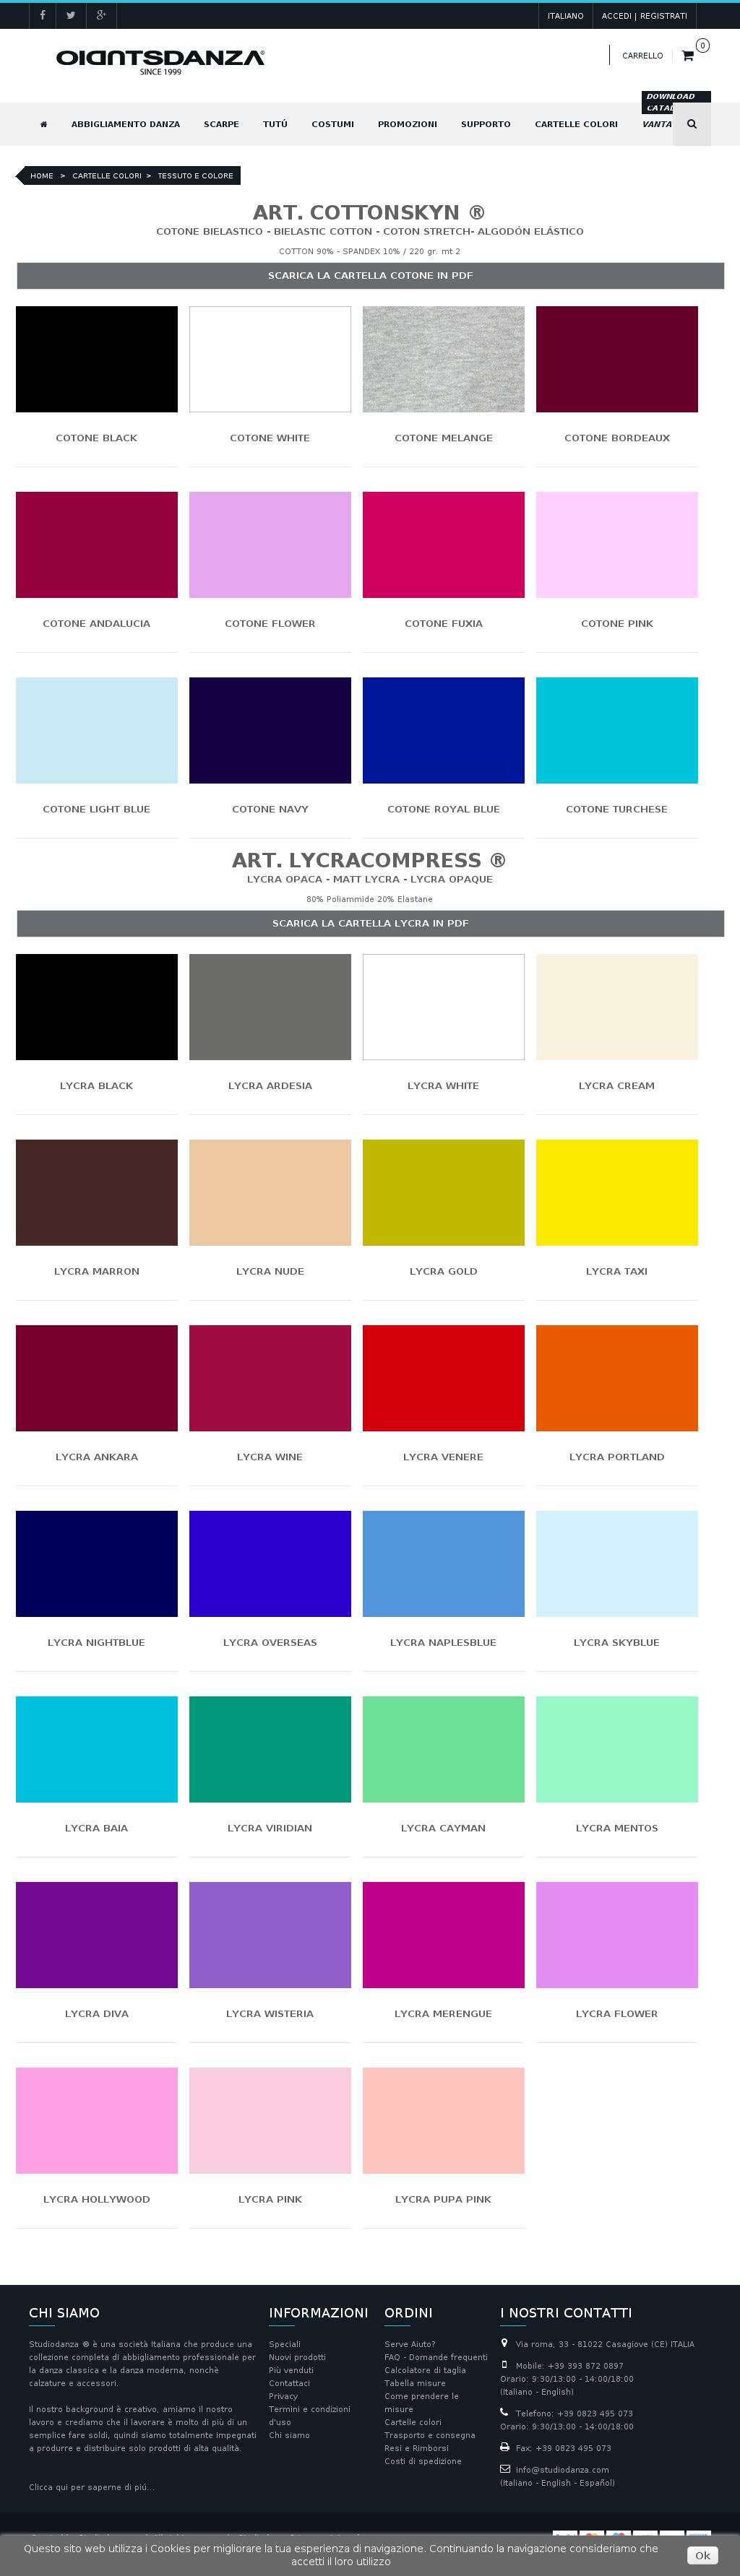 ITALIANO
ACCEDI | REGISTRATI
SINCE 1999
CARRELLO
0
DOWNLOAD
ABBIGLIAMENTO DANZA
SCARPE
TUTÚ
COSTUMI
PROMOZIONI
SUPPORTO
CARTELLE COLORI
HOME > CARTELLE COLORI > TESSUTO E COLORE
ART. COTTONSKYN ®
COTONE BIELASTICO - BIELASTIC COTTON - COTON STRETCH- ALGODÓN ELÁSTICO
COTTON 90% - SPANDEX 10% / 220 gr. mt 2
SCARICA LA CARTELLA COTONE IN PDF
COTONE BLACK
COTONE WHITE
COTONE MELANGE
COTONE BORDEAUX
COTONE ANDALUCIA
COTONE FLOWER
COTONE FUXIA
COTONE PINK
COTONE LIGHT BLUE
COTONE NAVY
COTONE ROYAL BLUE
COTONE TURCHESE
ART. LYCRACOMPRESS ®
LYCRA OPACA - MATT LYCRA - LYCRA OPAQUE
80% Poliammide 20% Elastane
SCARICA LA CARTELLA LYCRA IN PDF
LYCRA BLACK
LYCRA ARDESIA
LYCRA WHITE
LYCRA CREAM
LYCRA MARRON
LYCRA NUDE
LYCRA GOLD
LYCRA TAXI
LYCRA ANKARA
LYCRA WINE
LYCRA VENERE
LYCRA PORTLAND
LYCRA NIGHTBLUE
LYCRA OVERSEAS
LYCRA NAPLESBLUE
LYCRA SKYBLUE
LYCRA BAIA
LYCRA VIRIDIAN
LYCRA CAYMAN
LYCRA MENTOS
LYCRA DIVA
LYCRA WISTERIA
LYCRA MERENGUE
LYCRA FLOWER
LYCRA HOLLYWOOD
LYCRA PINK
LYCRA PUPA PINK
CHI SIAMO
Studiodanza ® è una società Italiana che produce una
collezione completa di abbigliamento professionale per
la danza classica e la danza moderna, nonchè
calzature e accessori.
Il nostro background è creativo, amiamo il nostro
lavoro e crediamo che il lavorare è molto di più di un
semplice fare soldi, quindi siamo totalmente impegnati
a produrre e distribuire solo prodotti di alta qualità.
Clicca qui per saperne di piú...
INFORMAZIONI
Speciali
Nuovi prodotti
Più venduti
Contattaci
Privacy
Termini e condizioni
d'uso
Chi siamo
ORDINI
Serve Aiuto?
FAQ - Domande frequenti
Calcolatore di taglia
Tabella misure
Come prendere le
misure
Cartelle colori
Trasporto e consegna
Resi e Rimborsi
Costi di spedizione
I NOSTRI CONTATTI
Via roma, 33 - 81022 Casagiove (CE) ITALIA
Mobile: +39 393 872 0897
Orario: 9:30/13:00 - 14:00/18:00
(Italiano - English)
Telefono: +39 0823 495 073
Orario: 9:30/13:00 - 14:00/18:00
Fax: +39 0823 495 073
info@studiodanza.com
(Italiano - English - Español)
Questo sito web utilizza i Cookies per migliorare la tua esperienza di navigazione. Continuando la navigazione consideriamo che
accetti il loro utilizzo
Ok